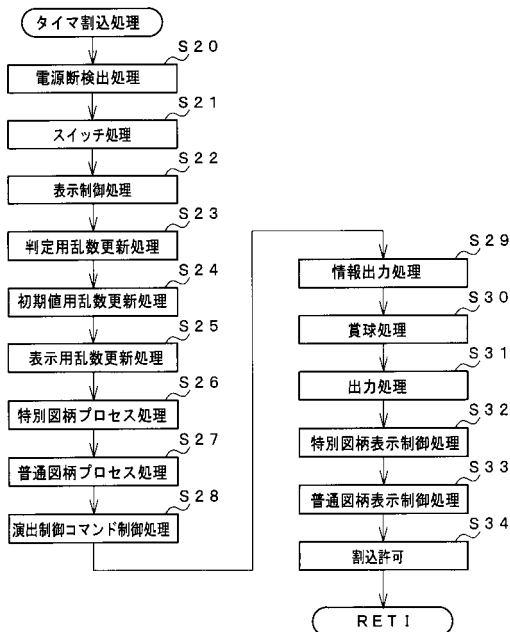 タイマ割込処理
S20
電源断検出処理
S21
スイッチ処理
S22
表示制御処理
S23
判定用乱数更新処理
S24
初期値用乱数更新処理
S25
表示用乱数更新処理
S26
特別図柄プロセス処理
S27
普通図柄プロセス処理
S28
演出制御コマンド制御処理
S29
情報出力処理
S30
賞球処理
S31
出力処理
S32
特別図柄表示制御処理
S33
普通図柄表示制御処理
S34
割込許可
RETI